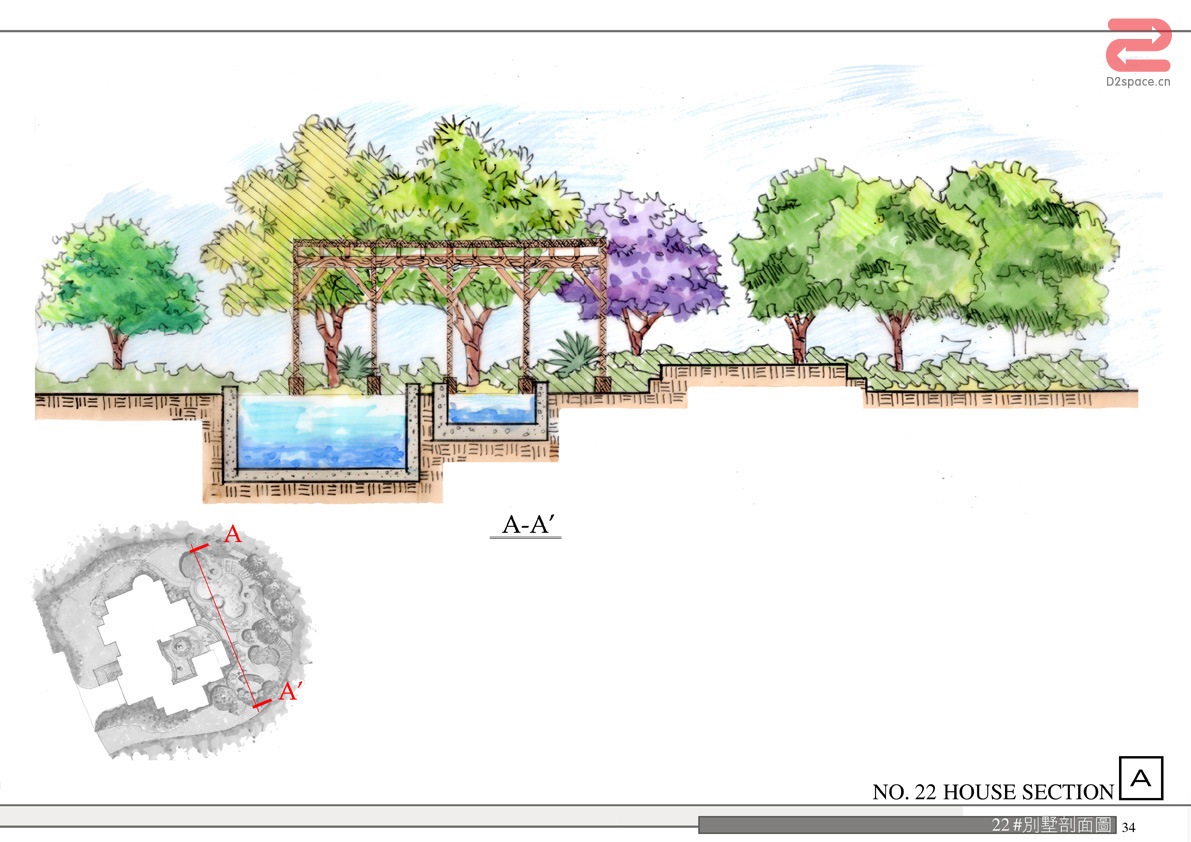 D2space.cn
A-A′
A
A′
NO. 22 HOUSE SECTION
A
22#別墅剖面圖
34